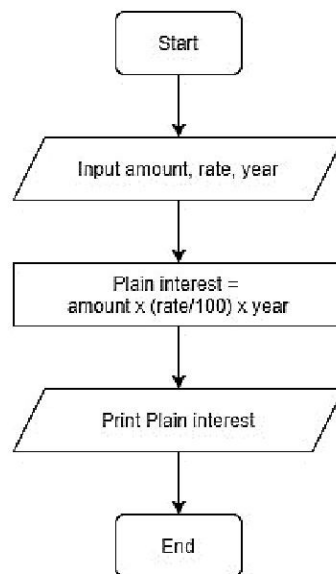 Start
Input amount, rate, year
Plain interest =
amount x (rate/100) x year
Print Plain interest
End